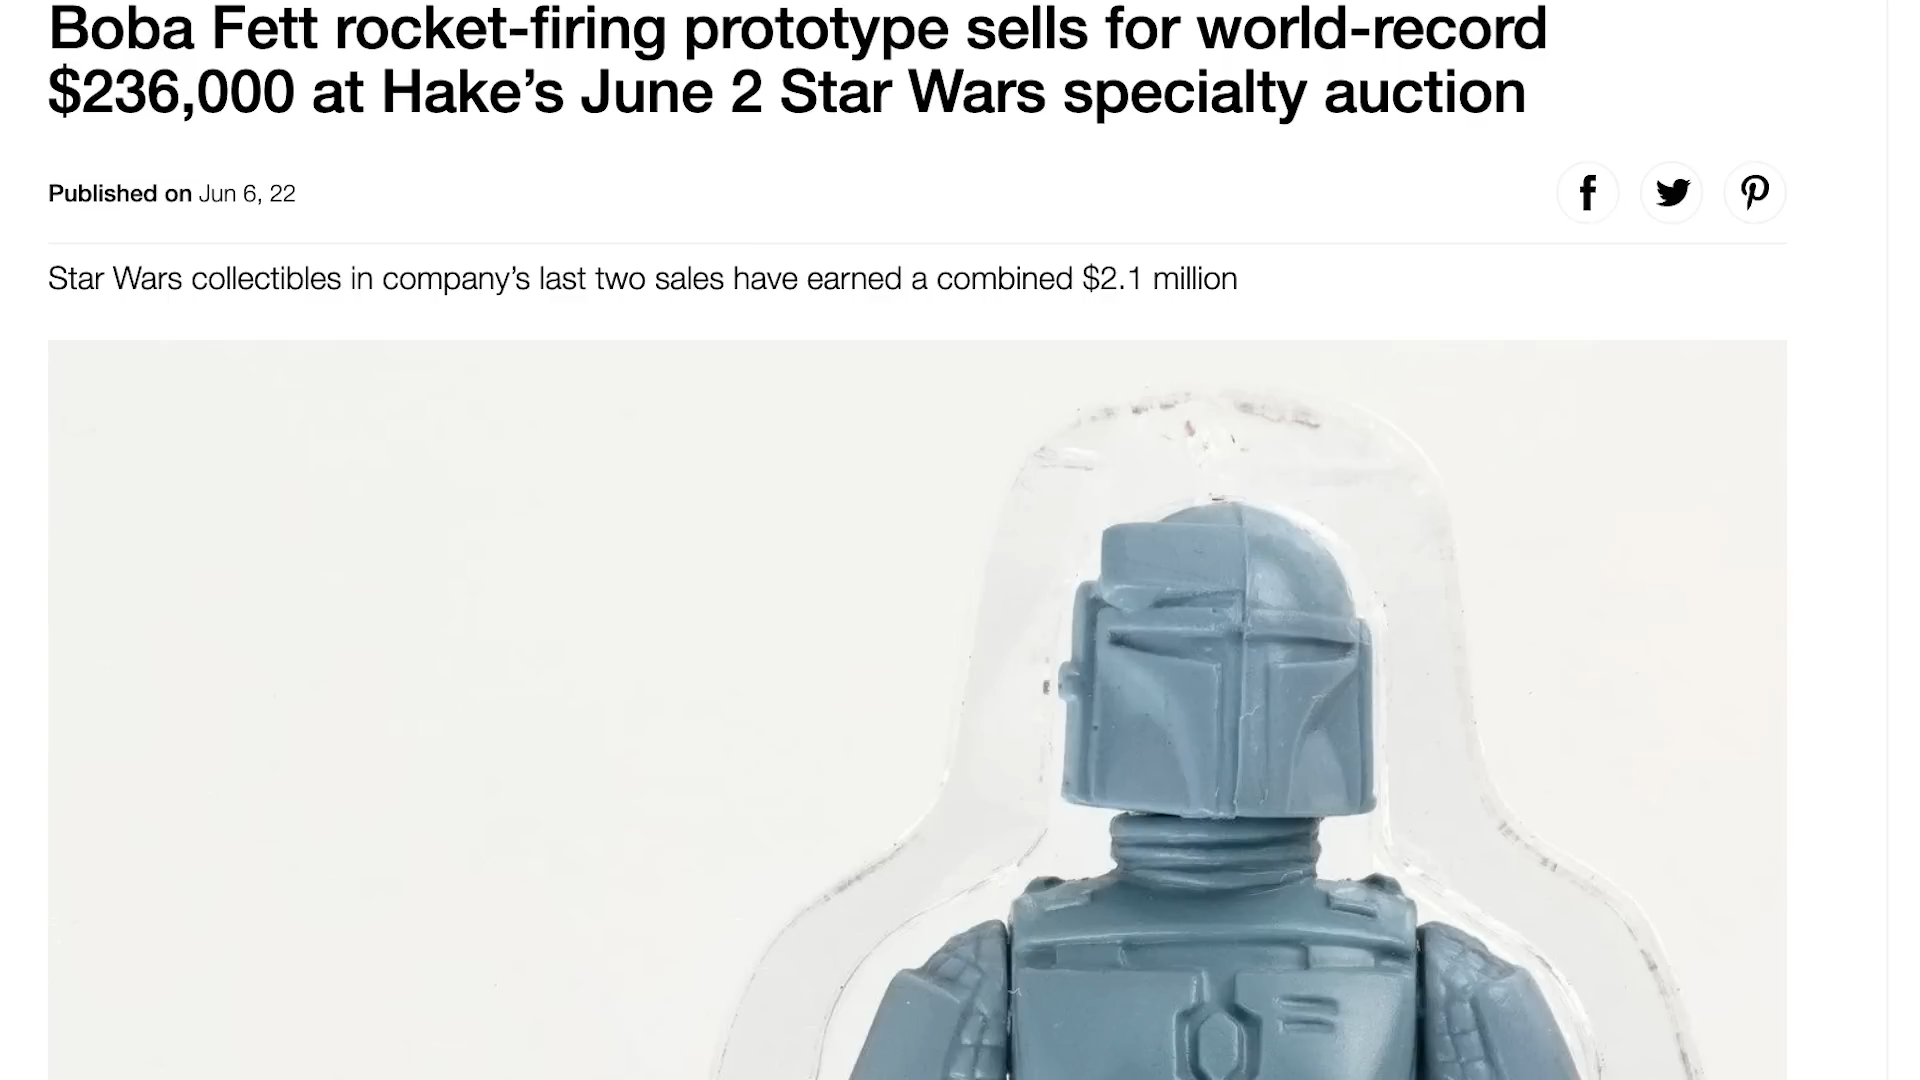 Boba Fett rocket-firing prototype sells for world-record
$236,000 at Hake’s June 2 Star Wars specialty auction
Published on Jun 6, 22
Star Wars collectibles in company’s last two sales have earned a combined $2.1 million